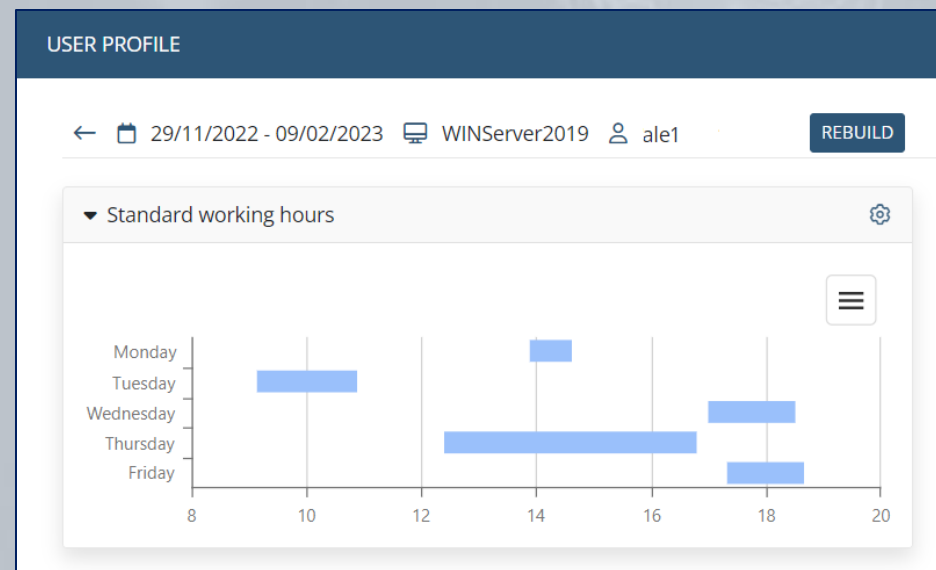 USER PROFILE
29/11/2022 - 09/02/2023 WINServer2019 ale1 REBUILD
Standard working hours
Monday
Tuesday
Wednesday
Thursday
Friday
8 10 12 14 16 18 20